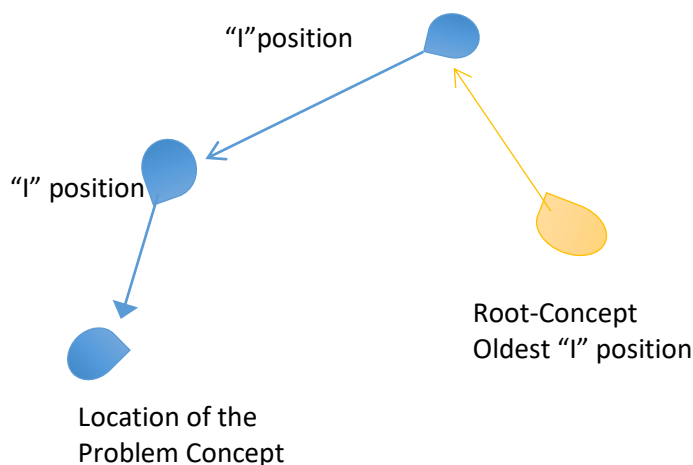 “I”position
“I” position
Root-Concept
Oldest “I” position
Location of the
Problem Concept